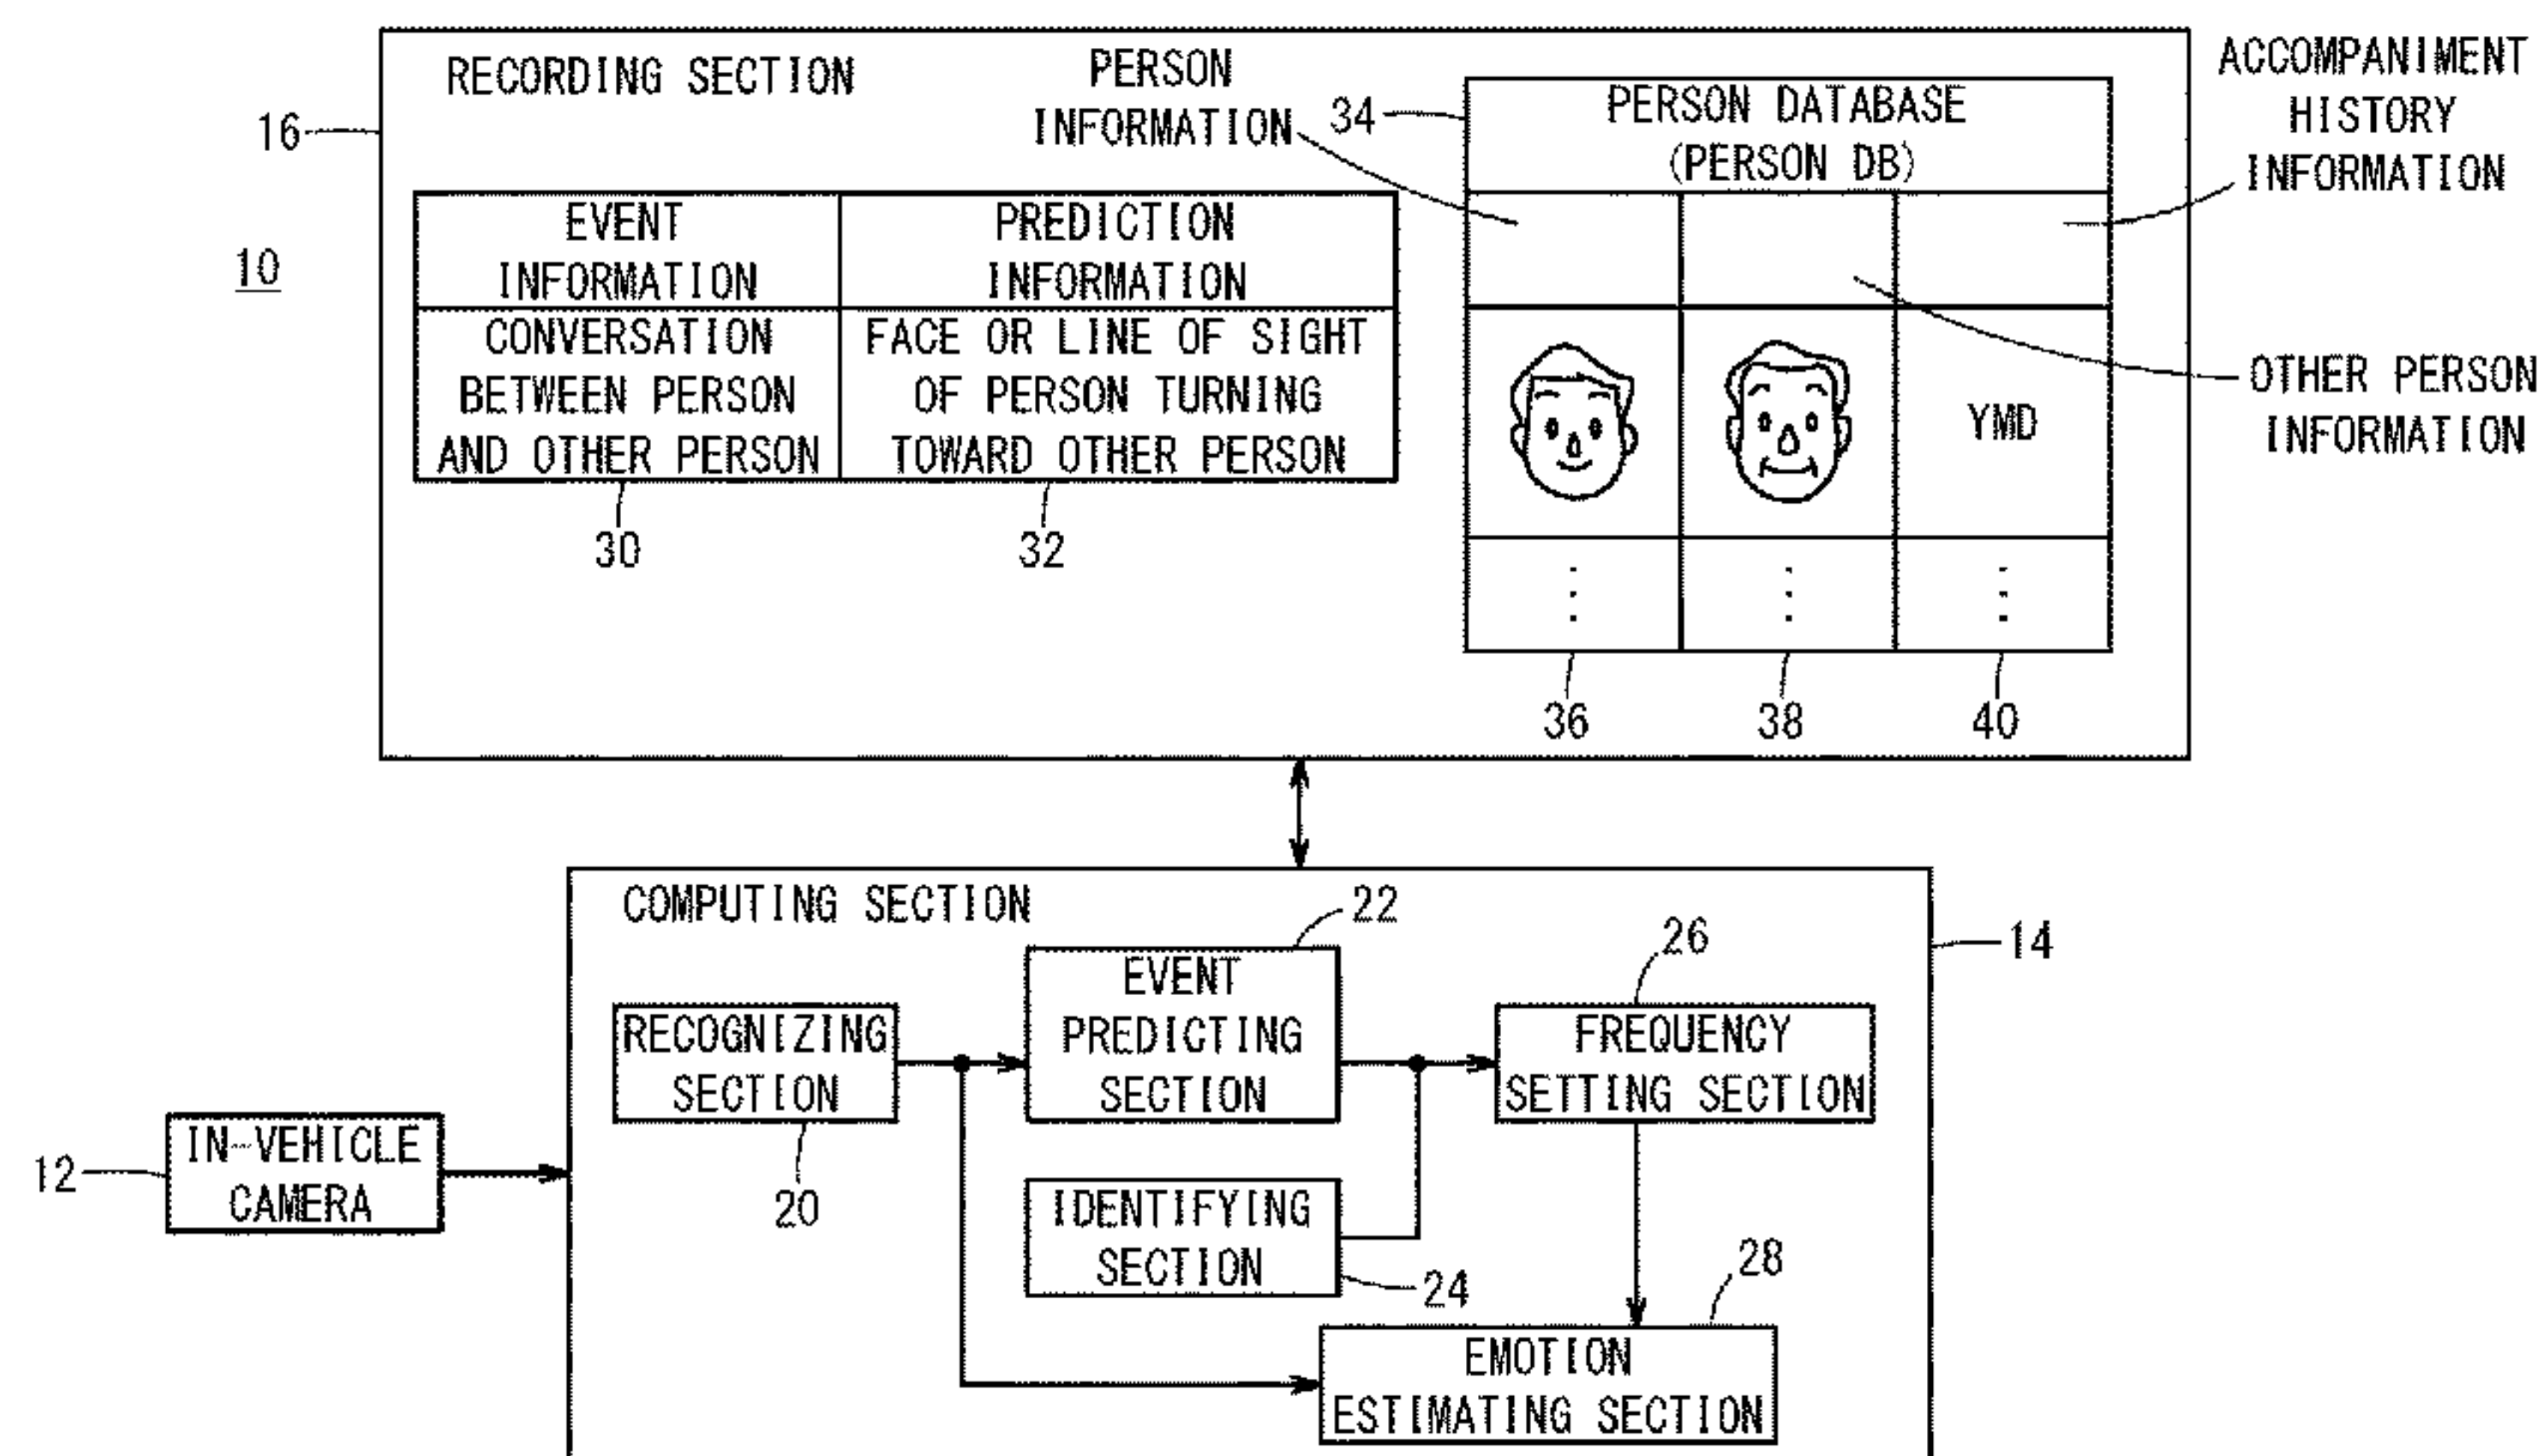 RECORDING SECTION
PERSON
INFORMATION
34
PERSON DATABASE
(PERSON DB)
ACCOMPANIMENT
HISTORY
INFORMATION
16
10
EVENT
INFORMATION
PREDICTION
INFORMATION
CONVERSATION
BETWEEN PERSON
AND OTHER PERSON
FACE OR LINE OF SIGHT
OF PERSON TURNING
TOWARD OTHER PERSON
YMD
OTHER PERSON
INFORMATION
30
32
36
38
40
COMPUTING SECTION
22
26
14
RECOGNIZING
SECTION
EVENT
PREDICTING
SECTION
FREQUENCY
SETTING SECTION
12
IN-VEHICLE
CAMERA
20
IDENTIFYING
SECTION
24
28
EMOTION
ESTIMATING SECTION